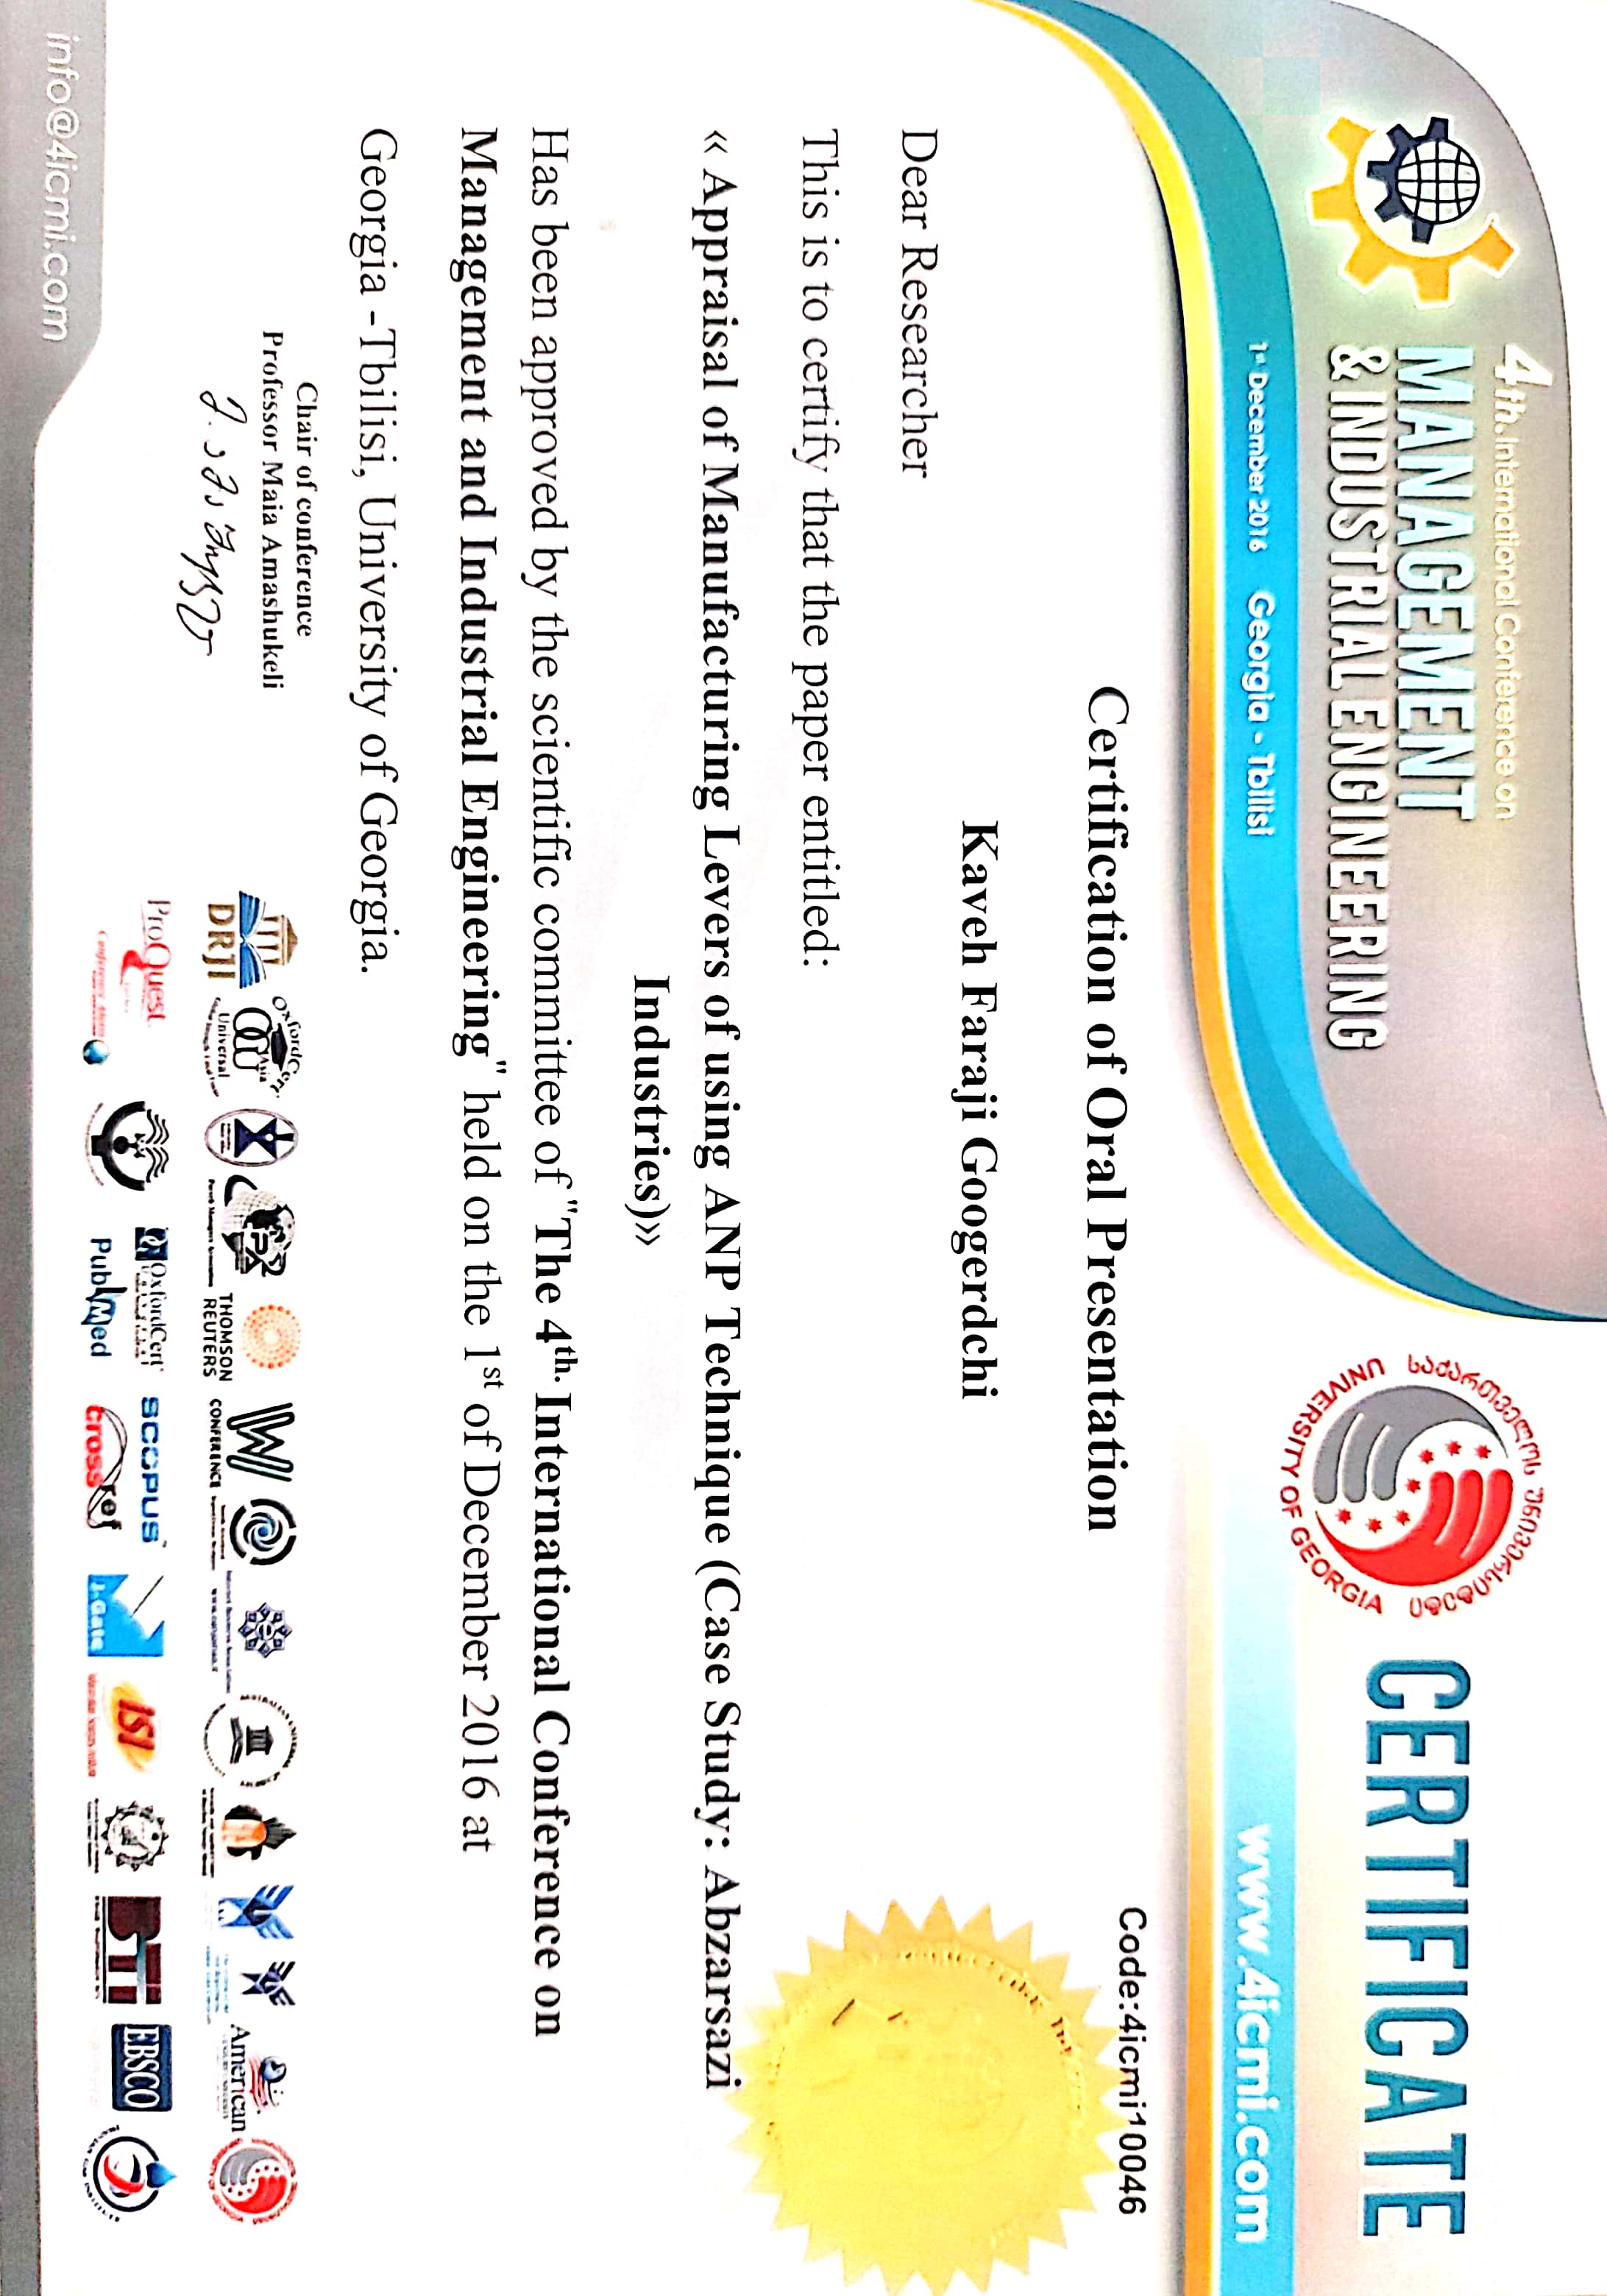 4th. International Conference on
MANAGEMENT
& INDUSTRIAL ENGINEERING
1st December 2016 Georgia - Tbilisi
საქართველოს უნივერსიტეტი
UNIVERSITY OF GEORGIA
CERTIFICATE
www.4icmi.com
Code:4icmi10046
Certification of Oral Presentation
Kaveh Faraji Googerdchi
Dear Researcher
This is to certify that the paper entitled:
« Appraisal of Manufacturing Levers of using ANP Technique (Case Study: Abzarsazi
Industries)»
Has been approved by the scientific committee of "The 4th. International Conference on
Management and Industrial Engineering" held on the 1st of December 2016 at
Georgia -Tbilisi, University of Georgia.
Chair of conference
Professor Maia Amashukeli
DRJI
OxfordCert
Asia
OCU
Universal
THOMSON
REUTERS
W
CONFERENCE
American
ProQuest
Conference Alerts
OxfordCert
PubMed
SCOPUS
crossref
J-Gate
ISI
BTi
EBSCO
info@4icmi.com